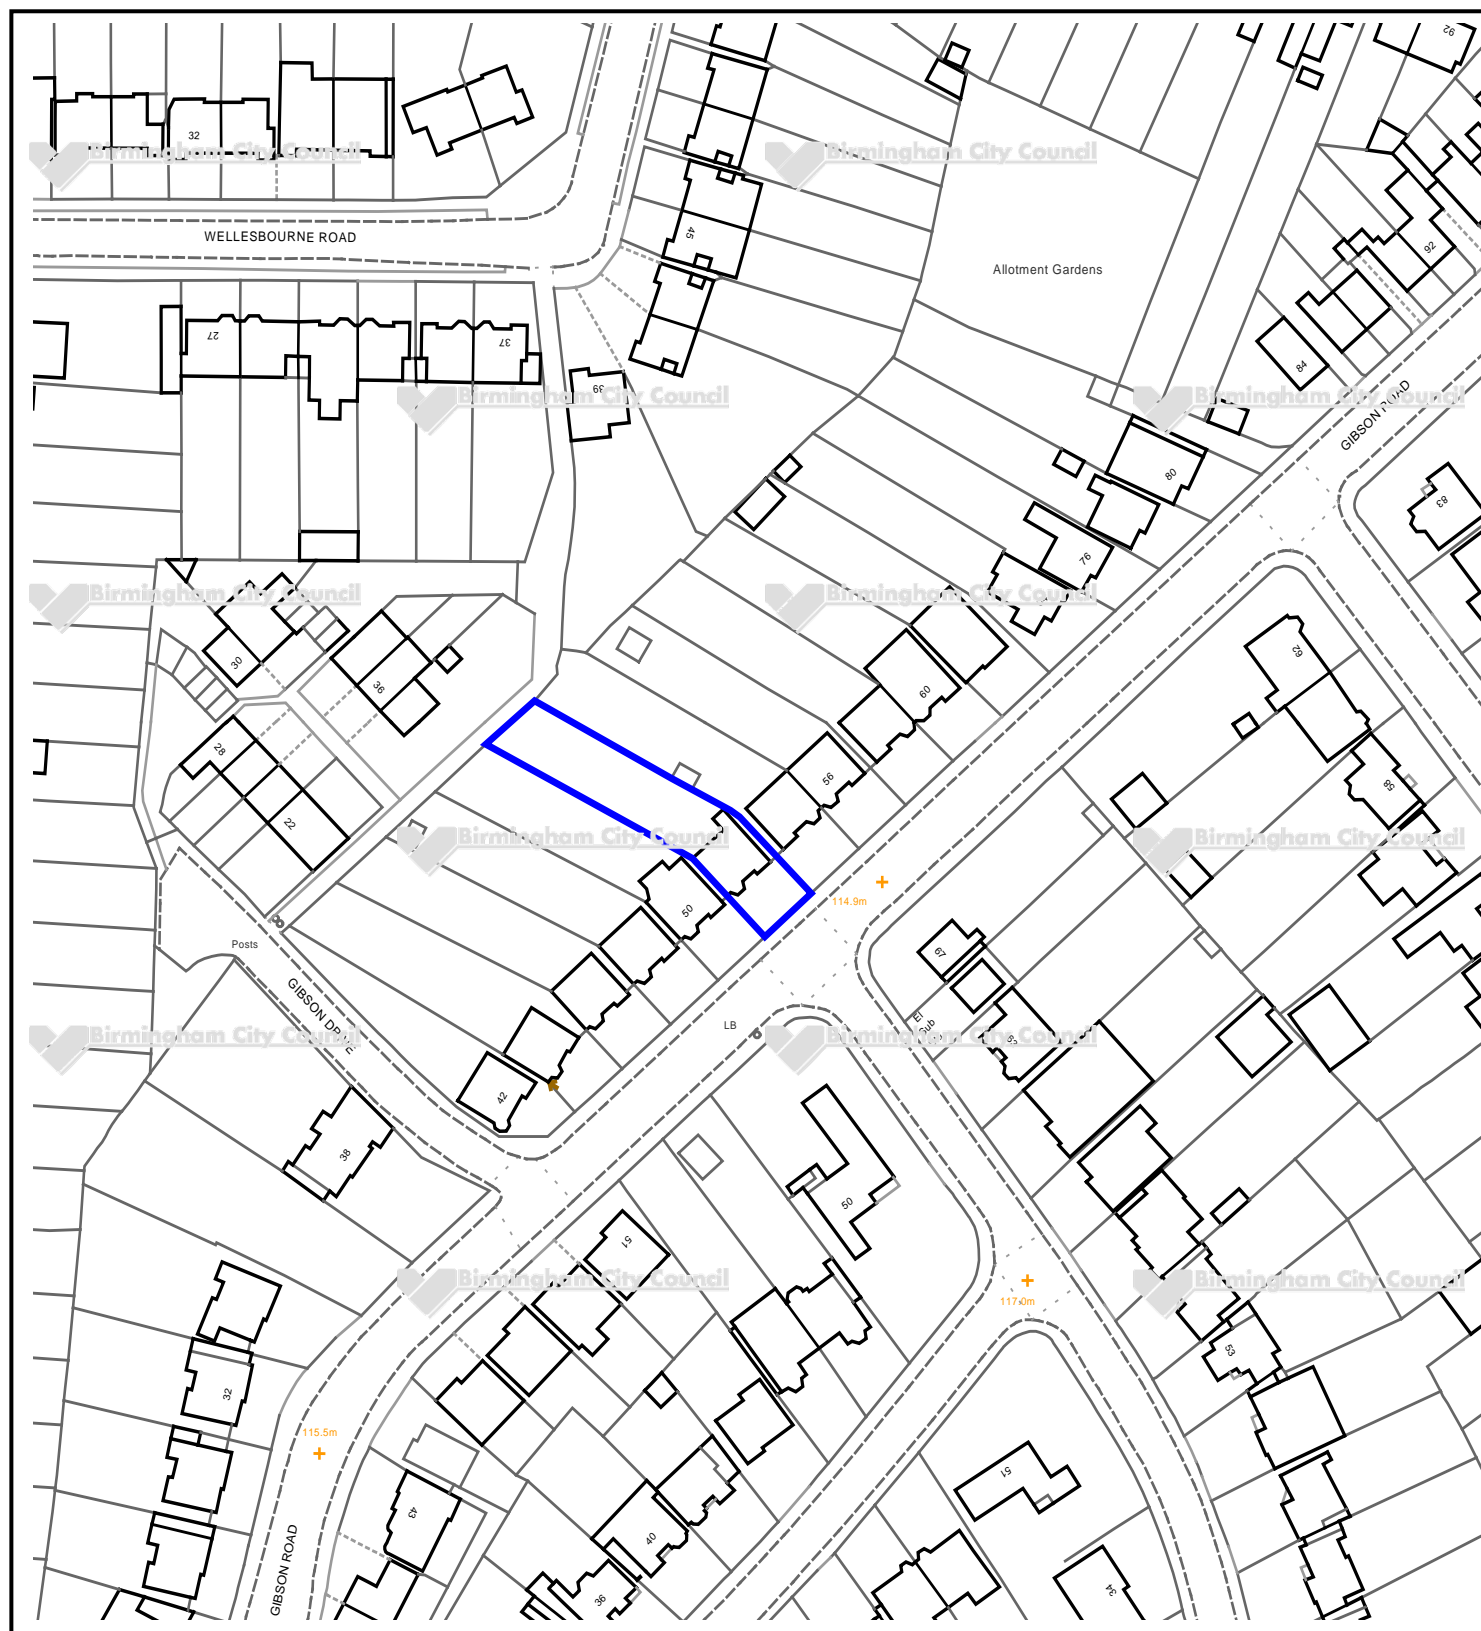 92
32
Birmingham City Council
Birmingham City Council
WELLESBOURNE ROAD
45
92
Allotment Gardens
27
37
39
84
Birmingham City Council
Birmingham City Council
GIBSON ROAD
80
83
76
Birmingham City Council
Birmingham City Council
30
36
60
62
28
56
58
22
Birmingham City Council
Birmingham City Council
50
114.9m
Posts
67
GIBSON DRIVE
LB
El
Sub
Birmingham City Council
Birmingham City Council
42
38
50
51
Birmingham City Council
Birmingham City Council
117.0m
53
32
115.5m
43
51
40
36
34
GIBSON ROAD